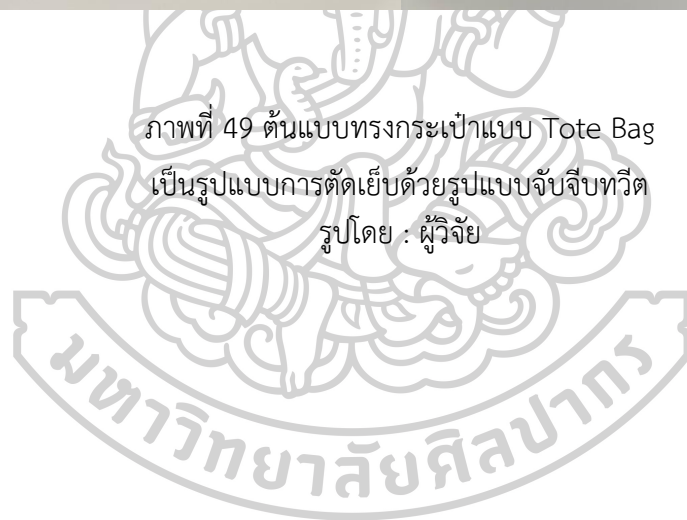 ภาพที่ 49 ต้นแบบทรงกระเป๋าแบบ Tote Bag
เป็นรูปแบบการตัดเย็บด้วยรูปแบบจับจีบทวีต
รูปโดย : ผู้วิจัย
มหาวิทยาลัยศิลปากร